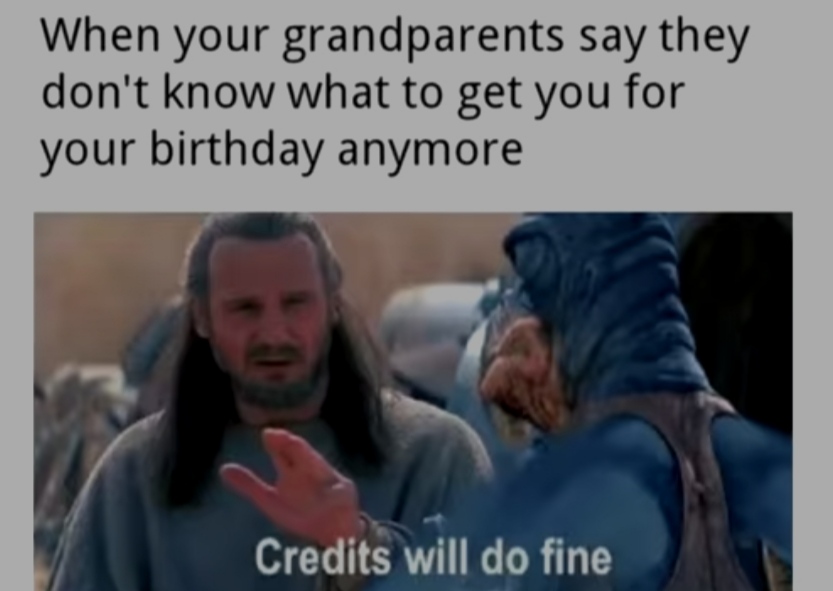 When your grandparents say they
don't know what to get you for
your birthday anymore
Credits will do fine